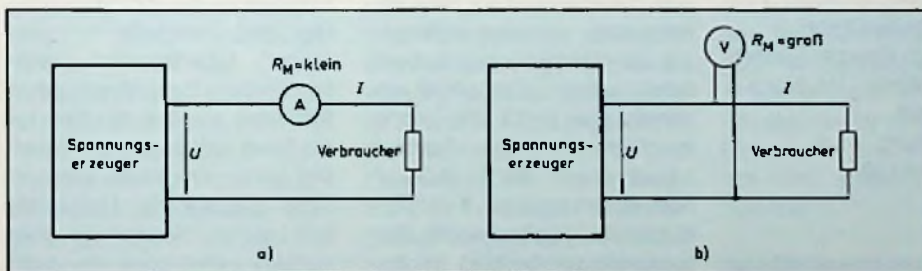 R_M=klein
A
I
Spannungs-
erzeuger
U
Verbraucher
a)
V
R_M=groß
I
Spannungs-
erzeuger
U
Verbraucher
b)